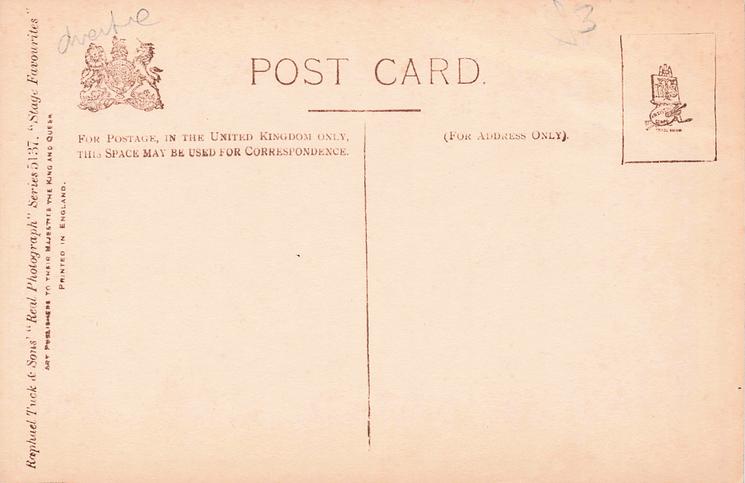 POST CARD.
FOR POSTAGE, IN THE UNITED KINGDOM ONLY,
THIS SPACE MAY BE USED FOR CORRESPONDENCE.
(FOR ADDRESS ONLY).
Raphael Tuck & Sons' "Real Photograph" Series 5137. "Stage Favourites"
ART PUBLISHERS TO THEIR MAJESTIES THE KING AND QUEEN
PRINTED IN ENGLAND.